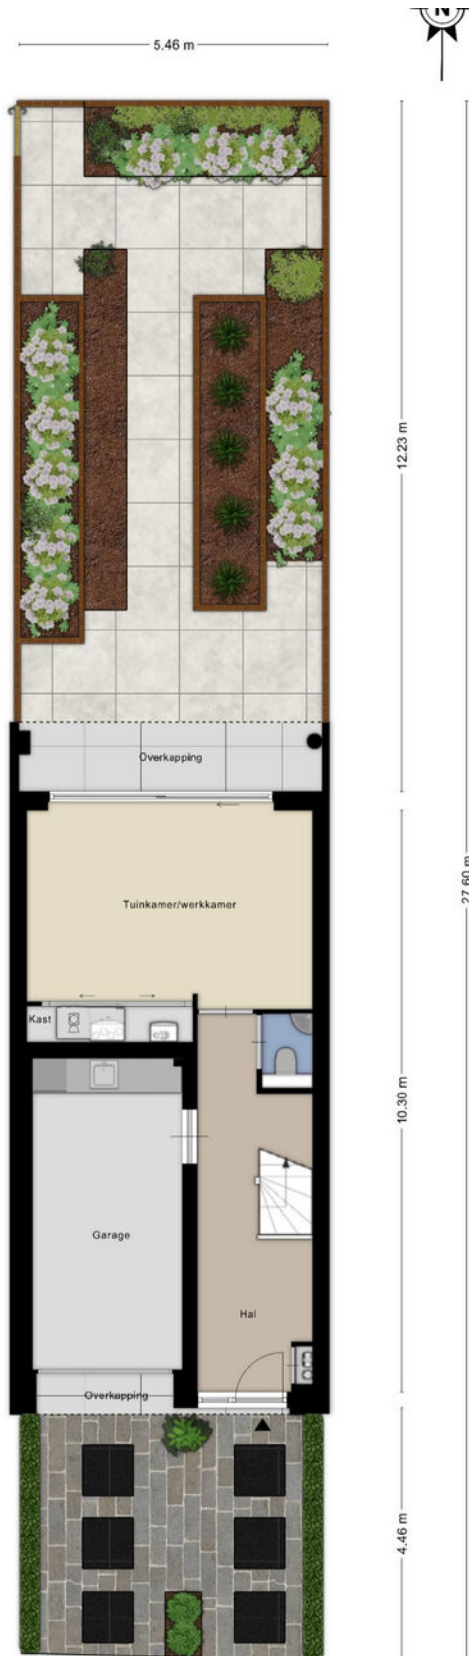 N
5.46 m
12.23 m
27.60 m
Overkapping
Tuinkamer/werkkamer
Kast
10.30 m
Garage
Hal
Overkapping
4.46 m